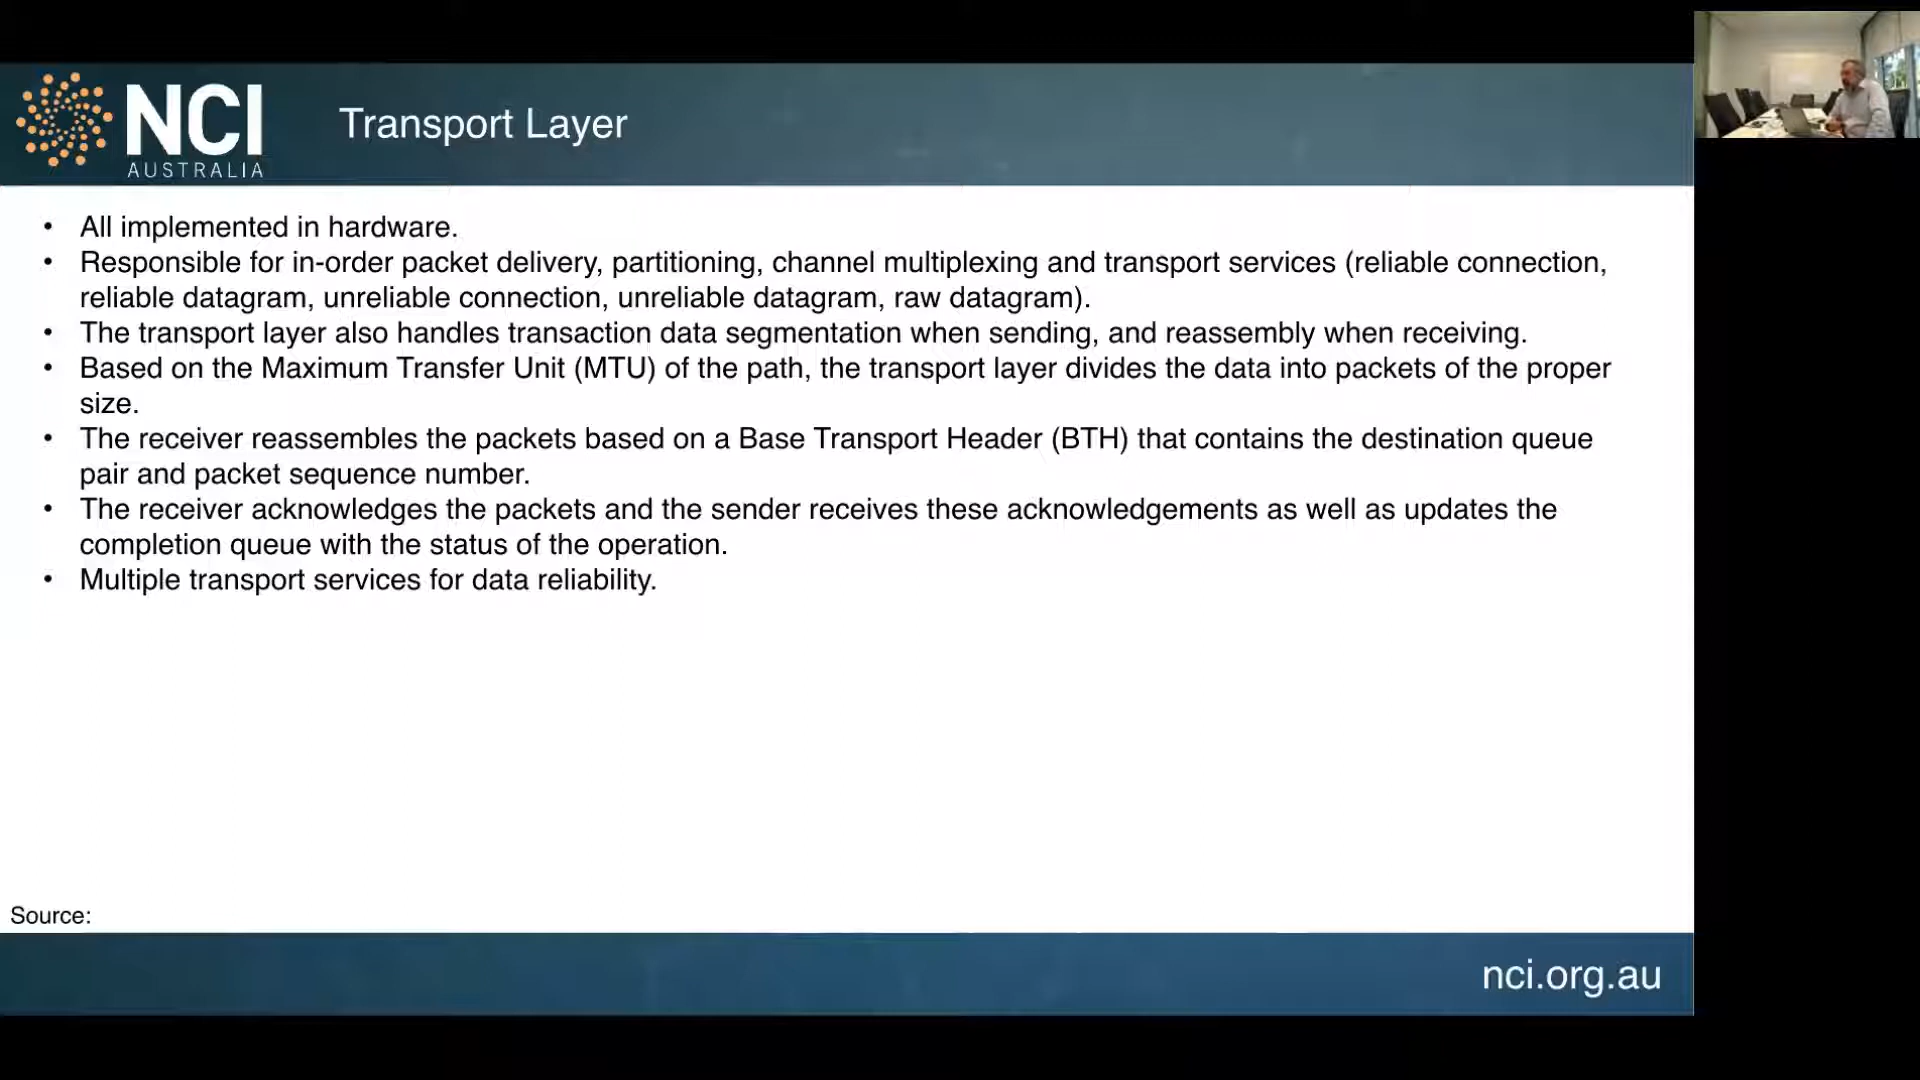 NCI
AUSTRALIA
Transport Layer
• All implemented in hardware.
• Responsible for in-order packet delivery, partitioning, channel multiplexing and transport services (reliable connection,
reliable datagram, unreliable connection, unreliable datagram, raw datagram).
• The transport layer also handles transaction data segmentation when sending, and reassembly when receiving.
• Based on the Maximum Transfer Unit (MTU) of the path, the transport layer divides the data into packets of the proper
size.
• The receiver reassembles the packets based on a Base Transport Header (BTH) that contains the destination queue
pair and packet sequence number.
• The receiver acknowledges the packets and the sender receives these acknowledgements as well as updates the
completion queue with the status of the operation.
• Multiple transport services for data reliability.
Source:
nci.org.au